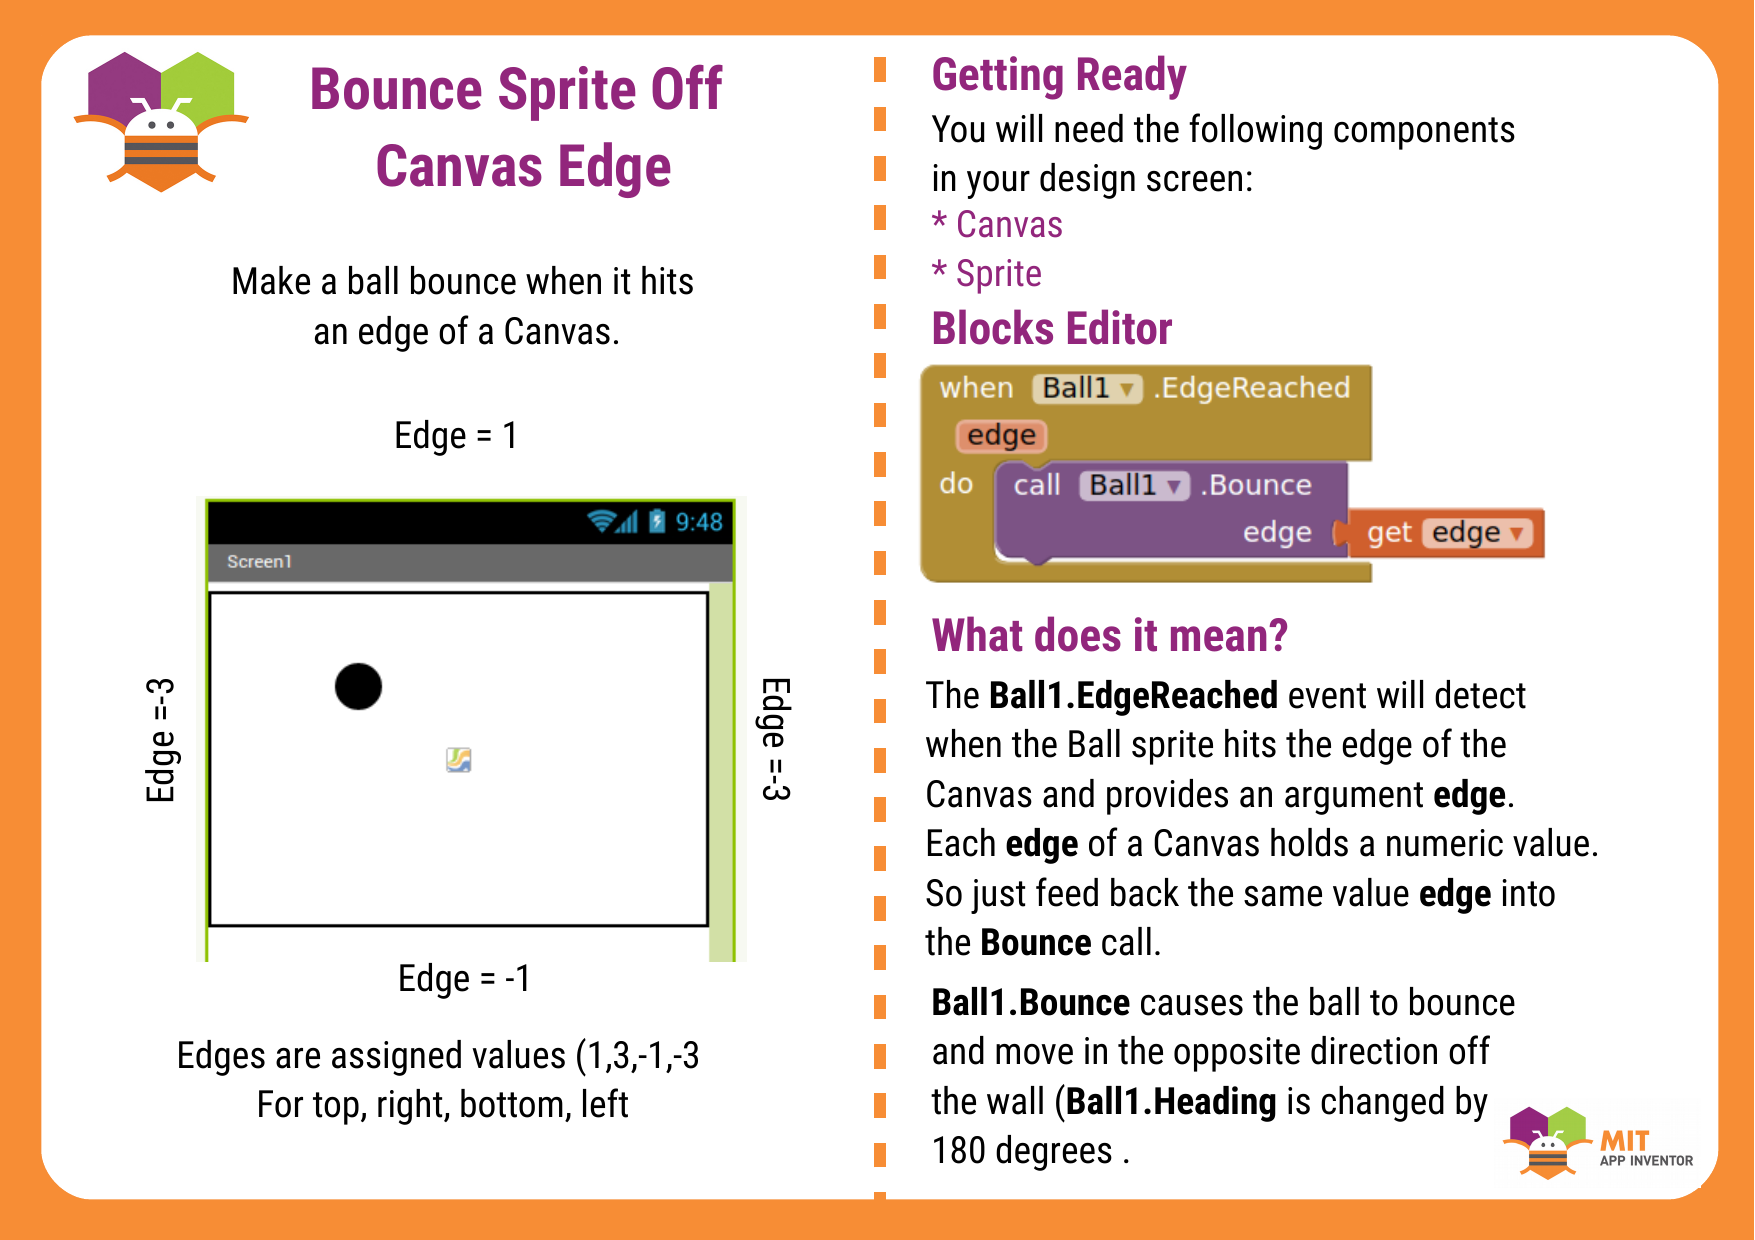 Bounce Sprite Off
Canvas Edge
Make a ball bounce when it hits
an edge of a Canvas.
Edge = 1
9:48
Screen1
Edge =-3
Edge =-3
Edge = -1
Edges are assigned values (1,3,-1,-3
For top, right, bottom, left
Getting Ready
You will need the following components
in your design screen:
* Canvas
* Sprite
Blocks Editor
when Ball1 .EdgeReached
edge
do call Ball1 .Bounce
edge get edge
What does it mean?
The Ball1.EdgeReached event will detect
when the Ball sprite hits the edge of the
Canvas and provides an argument edge.
Each edge of a Canvas holds a numeric value.
So just feed back the same value edge into
the Bounce call.
Ball1.Bounce causes the ball to bounce
and move in the opposite direction off
the wall (Ball1.Heading is changed by
180 degrees .
MIT
APP INVENTOR